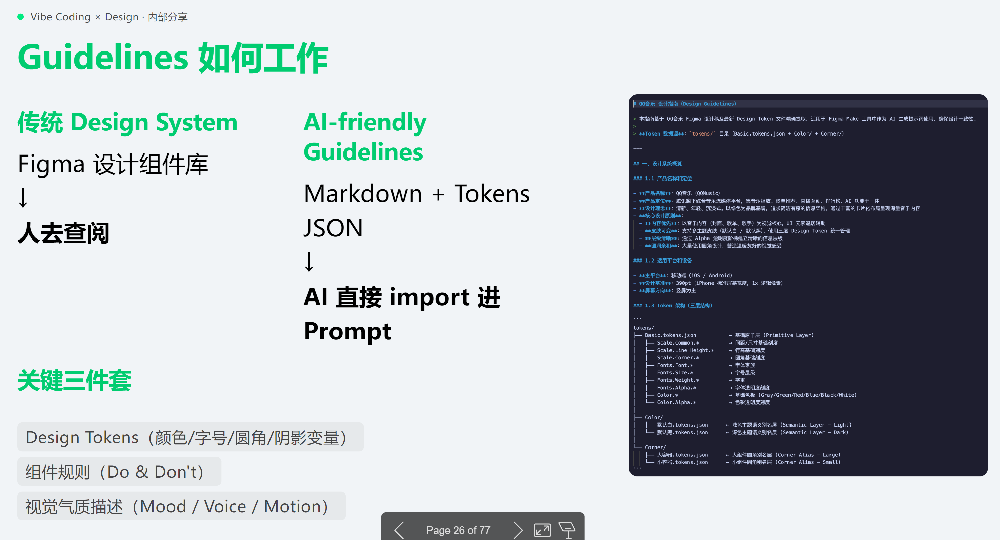 Vibe Coding × Design · 内部分享
Guidelines 如何工作
传统 Design System
Figma 设计组件库
↓
人去查阅
AI-friendly
Guidelines
Markdown + Tokens
JSON
↓
AI 直接 import 进
Prompt
关键三件套
Design Tokens（颜色/字号/圆角/阴影变量）
组件规则（Do & Don't）
视觉气质描述（Mood / Voice / Motion）
# QQ音乐 设计指南（Design Guidelines）
> 本指南基于 QQ音乐 Figma 设计稿及最新 Design Token 文件精确提取，适用于 Figma Make 工具中作为 AI 生成提示词使用，确保设计一致性。
>
> **Token 数据源**：`tokens/` 目录（Basic.tokens.json + Color/ + Corner/）
---
## 一、设计系统概览
### 1.1 产品名称和定位
- **产品名称**：QQ音乐（QQMusic）
- **产品定位**：腾讯旗下综合音乐流媒体平台，集音乐播放、歌单推荐、直播互动、排行榜、AI 功能于一体
- **设计理念**：清新、年轻、沉浸式。以绿色为品牌基调，追求简洁有序的信息架构，通过丰富的卡片化布局呈现海量音乐内容
- **核心设计原则**：
- **内容优先**：以音乐内容（封面、歌单、歌手）为视觉核心，UI 元素退居辅助
- **皮肤可变**：支持多主题皮肤（默认白 / 默认黑），使用三层 Design Token 统一管理
- **层级清晰**：通过 Alpha 透明度阶梯建立清晰的信息层级
- **圆润亲和**：大量使用圆角设计，营造温暖友好的视觉感受
### 1.2 适用平台和设备
- **主平台**：移动端（iOS / Android）
- **设计基准**：390pt（iPhone 标准屏幕宽度，1x 逻辑像素）
- **屏幕方向**：竖屏为主
### 1.3 Token 架构（三层结构）
```
tokens/
├── Basic.tokens.json ← 基础原子层 (Primitive Layer)
│ ├── Scale.Common.* → 间距/尺寸基础刻度
│ ├── Scale.Line Height.* → 行高基础刻度
│ ├── Scale.Corner.* → 圆角基础刻度
│ ├── Fonts.Font.* → 字体家族
│ ├── Fonts.Size.* → 字号层级
│ ├── Fonts.Weight.* → 字重
│ ├── Fonts.Alpha.* → 字体透明度刻度
│ ├── Color.* → 基础色板 (Gray/Green/Red/Blue/Black/White)
│ └── Color.Alpha.* → 色彩透明度刻度
│
├── Color/
│ ├── 默认白.tokens.json ← 浅色主题语义别名层 (Semantic Layer - Light)
│ └── 默认黑.tokens.json ← 深色主题语义别名层 (Semantic Layer - Dark)
│
└── Corner/
├── 大容器.tokens.json ← 大组件圆角别名层 (Corner Alias - Large)
└── 小容器.tokens.json ← 小组件圆角别名层 (Corner Alias - Small)
```
Page 26 of 77